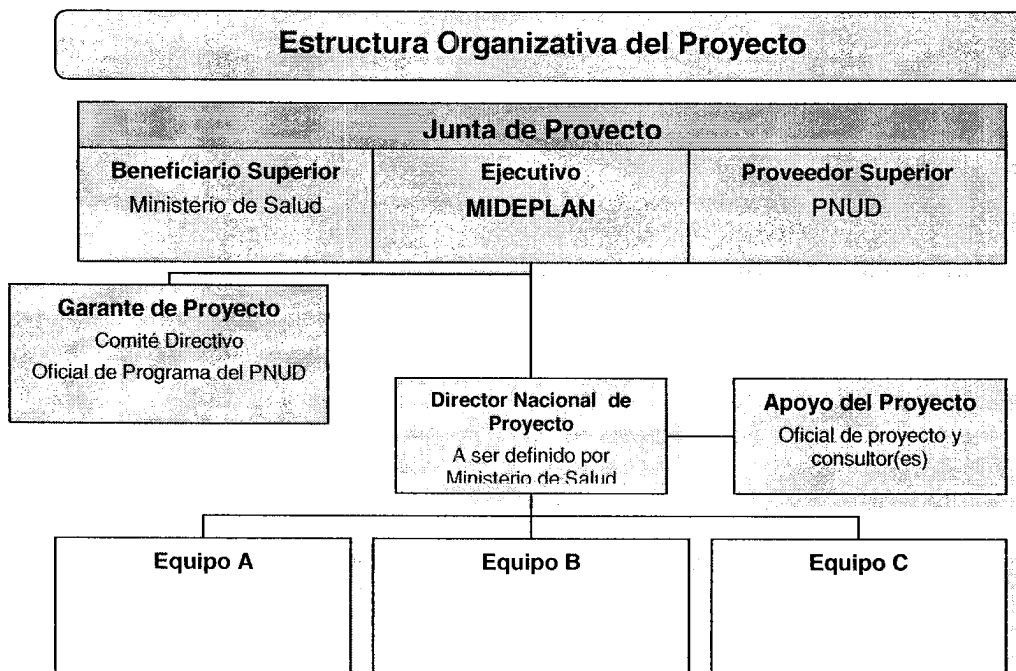 Estructura Organizativa del Proyecto
Junta de Proyecto
Beneficiario Superior
Ministerio de Salud
Ejecutivo
MIDEPLAN
Proveedor Superior
PNUD
Garante de Proyecto
Comité Directivo
Oficial de Programa del PNUD
Director Nacional de
Proyecto
A ser definido por
Ministerio de Salud
Apoyo del Proyecto
Oficial de proyecto y
consultor(es)
Equipo A
Equipo B
Equipo C